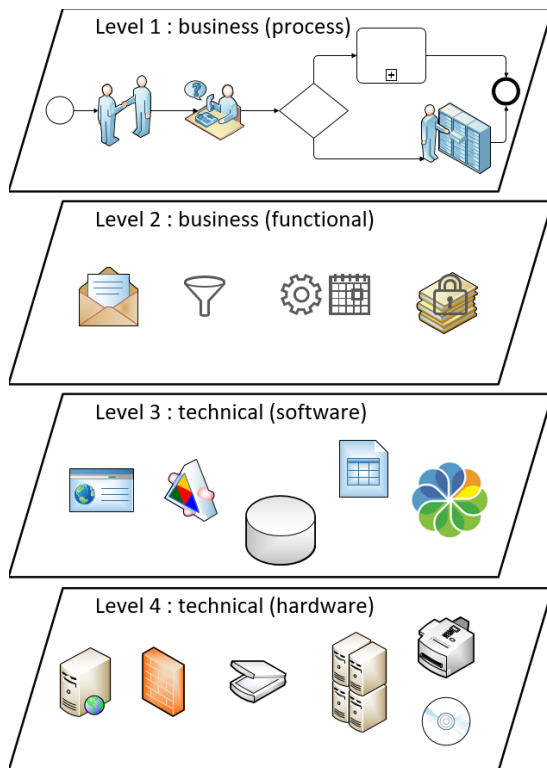 Level 1 : business (process)
?
+
Level 2 : business (functional)
Level 3 : technical (software)
Level 4 : technical (hardware)